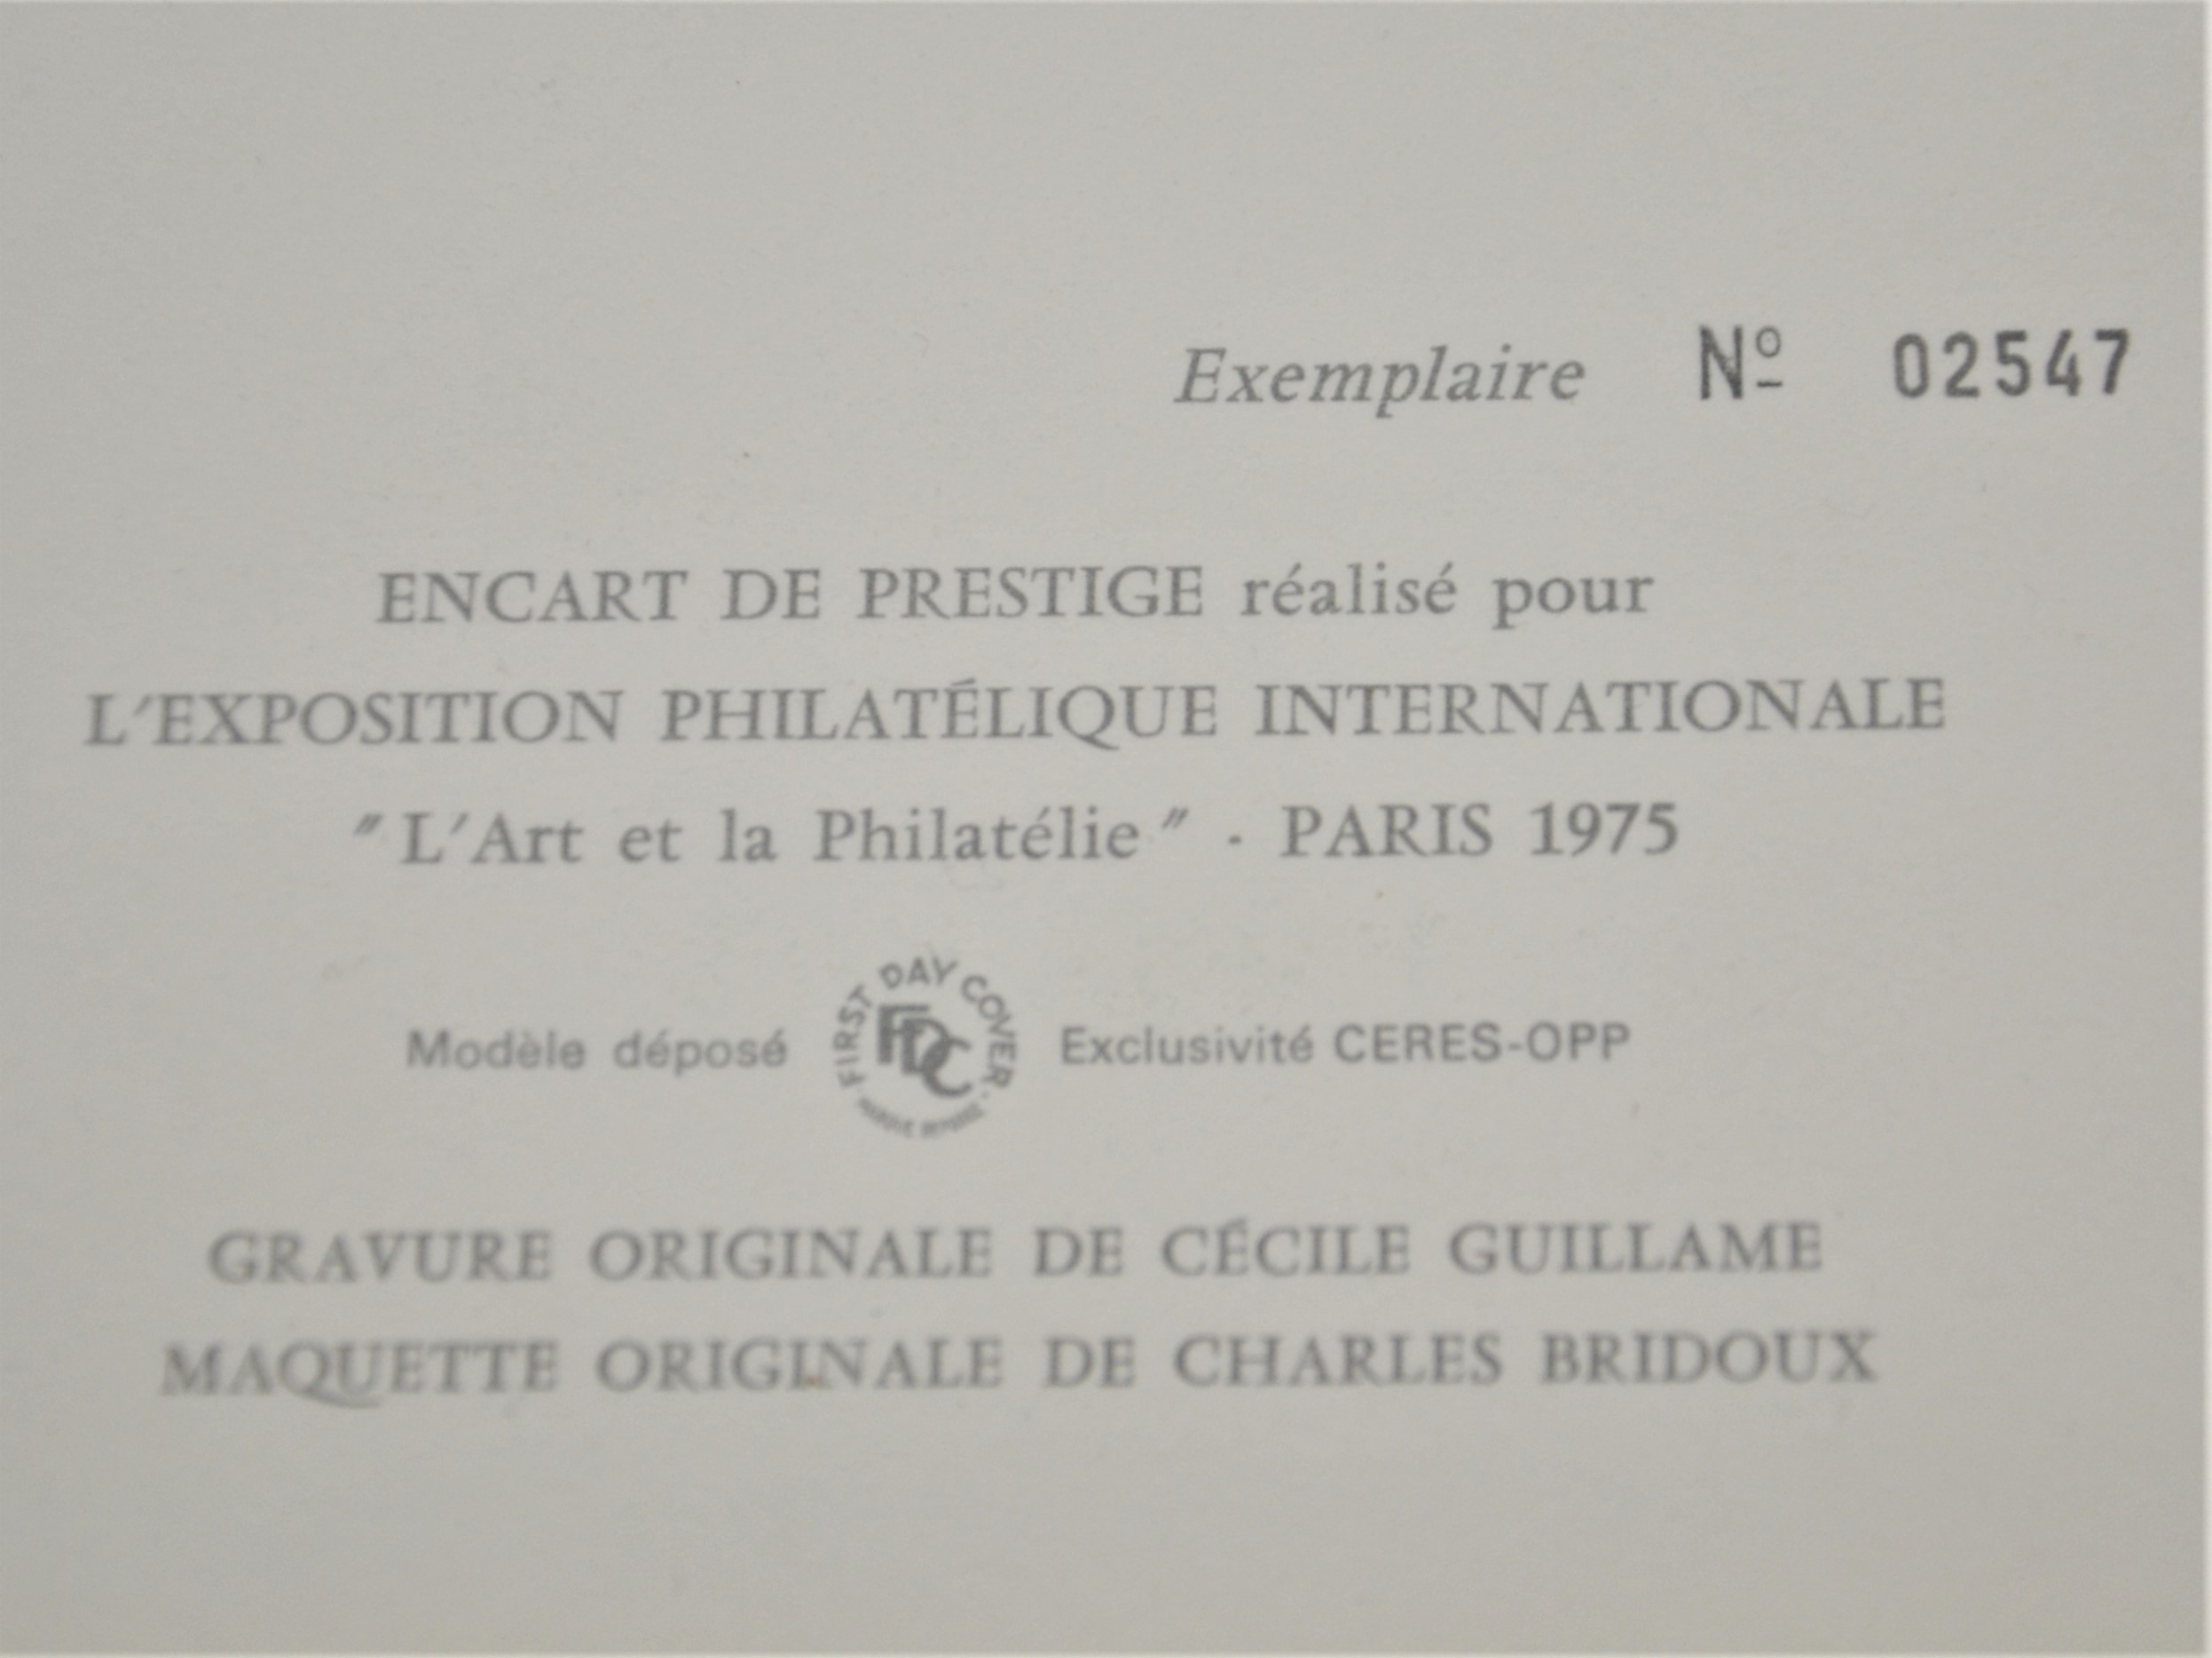 Exemplaire Nº 02547
ENCART DE PRESTIGE réalisé pour
L'EXPOSITION PHILATÉLIQUE INTERNATIONALE
"L'Art et la Philatélie" - PARIS 1975
Modèle déposé
FIRST DAY COVER
FDC
Exclusivité CERES-OPP
GRAVURE ORIGINALE DE CÉCILE GUILLAME
MAQUETTE ORIGINALE DE CHARLES BRIDOUX